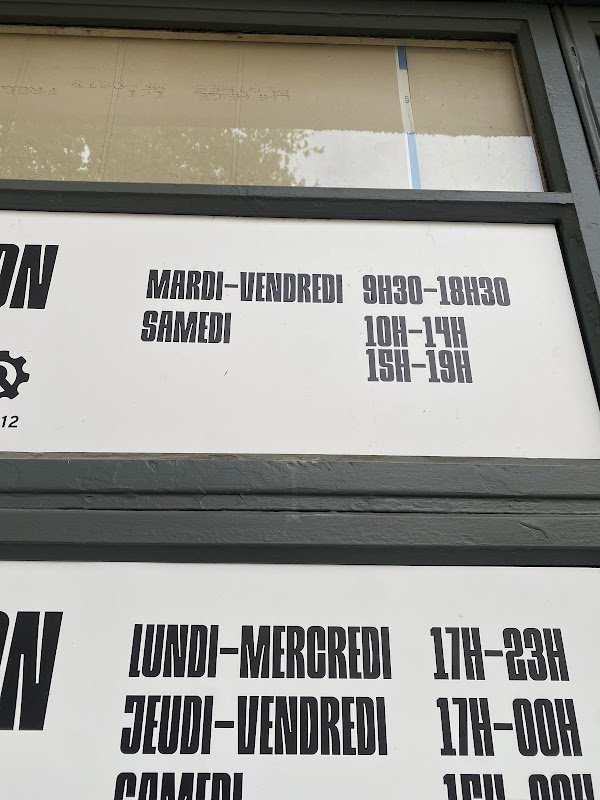 ON
MARDI-VENDREDI 9H30-18H30
SAMEDI 10H-14H
15H-19H
12
ON
LUNDI-MERCREDI 17H-23H
JEUDI-VENDREDI 17H-00H
SAMEDI